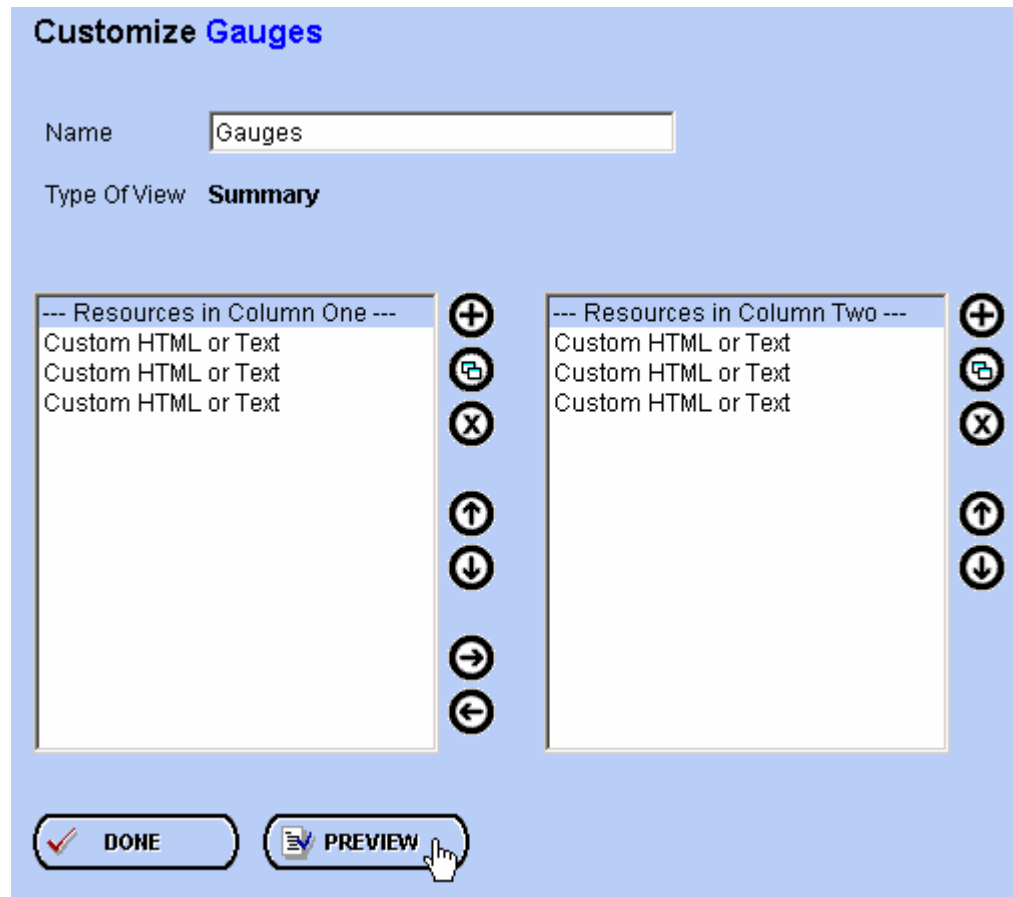 Customize Gauges
Name Gauges
Type Of View Summary
--- Resources in Column One ---
Custom HTML or Text
Custom HTML or Text
Custom HTML or Text
--- Resources in Column Two ---
Custom HTML or Text
Custom HTML or Text
Custom HTML or Text
DONE PREVIEW